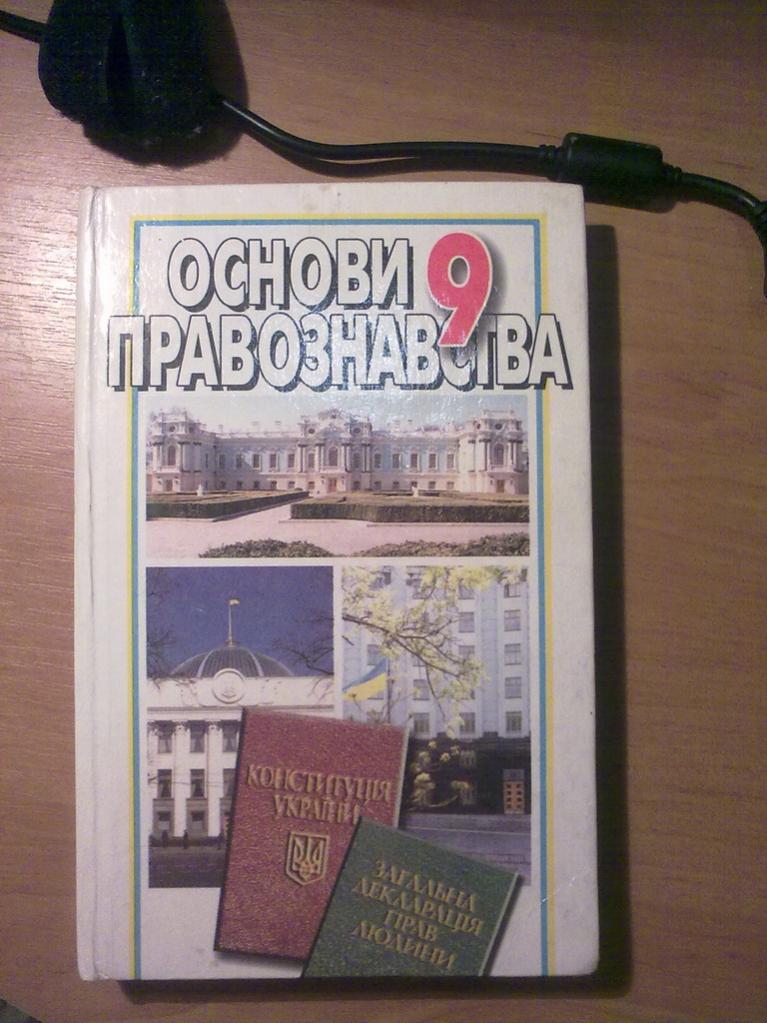 ОСНОВИ 9
ПРАВОЗНАВСТВА
КОНСТИТУЦІЯ
УКРАЇНИ
ЗАГАЛЬНА
ДЕКЛАРАЦІЯ
ПРАВ
ЛЮДИНИ